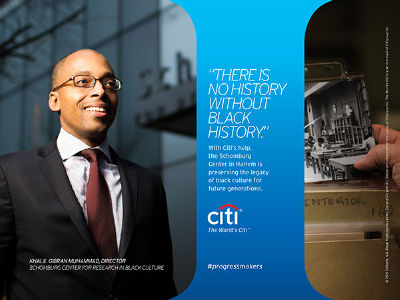 "THERE IS
NO HISTORY
WITHOUT
BLACK
HISTORY."
With Citi's help,
the Schomburg
Center in Harlem is
preserving the legacy
of black culture for
future generations.
citi
The World's Citi™
#progressmakers
KHALIL GIBRAN MUHAMMAD, DIRECTOR
SCHOMBURG CENTER FOR RESEARCH IN BLACK CULTURE
Sch
INTERIOR